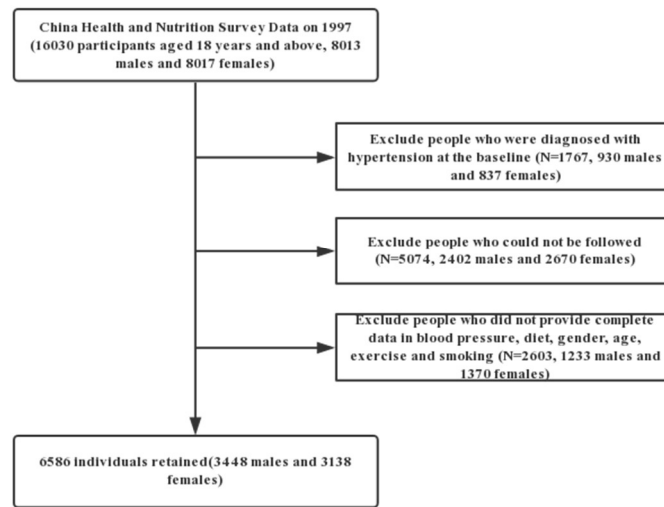 China Health and Nutrition Survey Data on 1997
(16030 participants aged 18 years and above, 8013
males and 8017 females)
Exclude people who were diagnosed with
hypertension at the baseline (N=1767, 930 males
and 837 females)
Exclude people who could not be followed
(N=5074, 2402 males and 2670 females)
Exclude people who did not provide complete
data in blood pressure, diet, gender, age,
exercise and smoking (N=2603, 1233 males and
1370 females)
6586 individuals retained(3448 males and 3138
females)